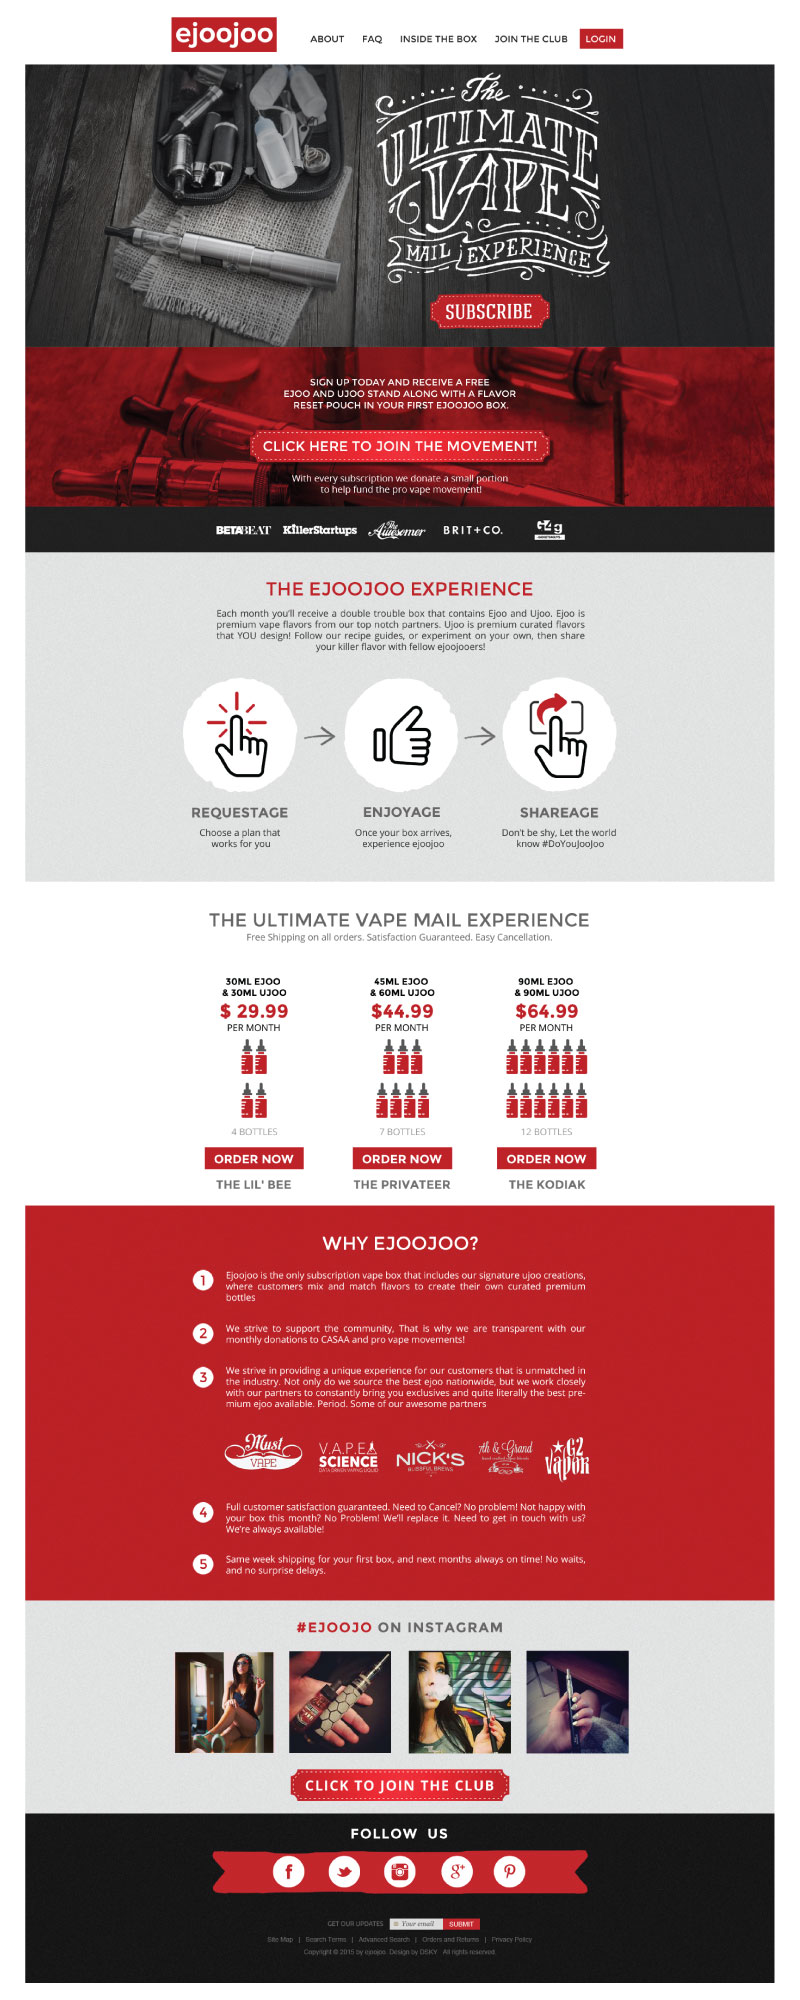 ejoojoo
ABOUT FAQ INSIDE THE BOX JOIN THE CLUB LOGIN
The
ULTIMATE
VAPE
MAIL EXPERIENCE
SUBSCRIBE
SIGN UP TODAY AND RECEIVE A FREE
EJOO AND UJOO STAND ALONG WITH A FLAVOR
RESET POUCH IN YOUR FIRST EJOOJOO BOX.
CLICK HERE TO JOIN THE MOVEMENT!
With every subscription we donate a small portion
to help fund the pro vape movement!
BETABEAT KillerStartups The Awesomer BRIT+CO.
THE EJOOJOO EXPERIENCE
Each month you'll receive a double trouble box that contains Ejoo and Ujoo. Ejoo is
premium vape flavors from our top notch partners. Ujoo is premium curated flavors
that YOU design! Follow our recipe guides, or experiment on your own, then share
your killer flavor with fellow ejoojooers!
REQUESTAGE ENJOYAGE SHAREAGE
Choose a plan that Once your box arrives, Don't be shy, Let the world
works for you experience ejoojoo know #DoYouJooJoo
THE ULTIMATE VAPE MAIL EXPERIENCE
Free Shipping on all orders. Satisfaction Guaranteed. Easy Cancellation.
30ML EJOO 45ML EJOO 90ML EJOO
& 30ML UJOO & 60ML UJOO & 90ML UJOO
$ 29.99 $44.99 $64.99
PER MONTH PER MONTH PER MONTH
4 BOTTLES 7 BOTTLES 12 BOTTLES
ORDER NOW ORDER NOW ORDER NOW
THE LIL' BEE THE PRIVATEER THE KODIAK
WHY EJOOJOO?
1 Ejoojoo is the only subscription vape box that includes our signature ujoo creations,
where customers mix and match flavors to create their own curated premium
bottles
2 We strive to support the community, That is why we are transparent with our
monthly donations to CASAA and pro vape movements!
3 We strive in providing a unique experience for our customers that is unmatched in
the industry. Not only do we source the best ejoo nationwide, but we work closely
with our partners to constantly bring you exclusives and quite literally the best pre-
mium ejoo available. Period. Some of our awesome partners
Must VAPE V.A.P.E SCIENCE DATA DRIVEN VAPING LIQUID NICK'S BLISSFUL BREWS 7th & Grand G2 Vapor
4 Full customer satisfaction guaranteed. Need to Cancel? No problem! Not happy with
your box this month? No Problem! We'll replace it. Need to get in touch with us?
We're always available!
5 Same week shipping for your first box, and next months always on time! No waits,
and no surprise delays.
#EJOOJO ON INSTAGRAM
CLICK TO JOIN THE CLUB
FOLLOW US
f g+
GET OUR UPDATES Your email SUBMIT
Site Map | Search Terms | Advanced Search | Orders and Returns | Privacy Policy
Copyright © 2015 by ejoojoo. Design by DSKY All rights reserved.